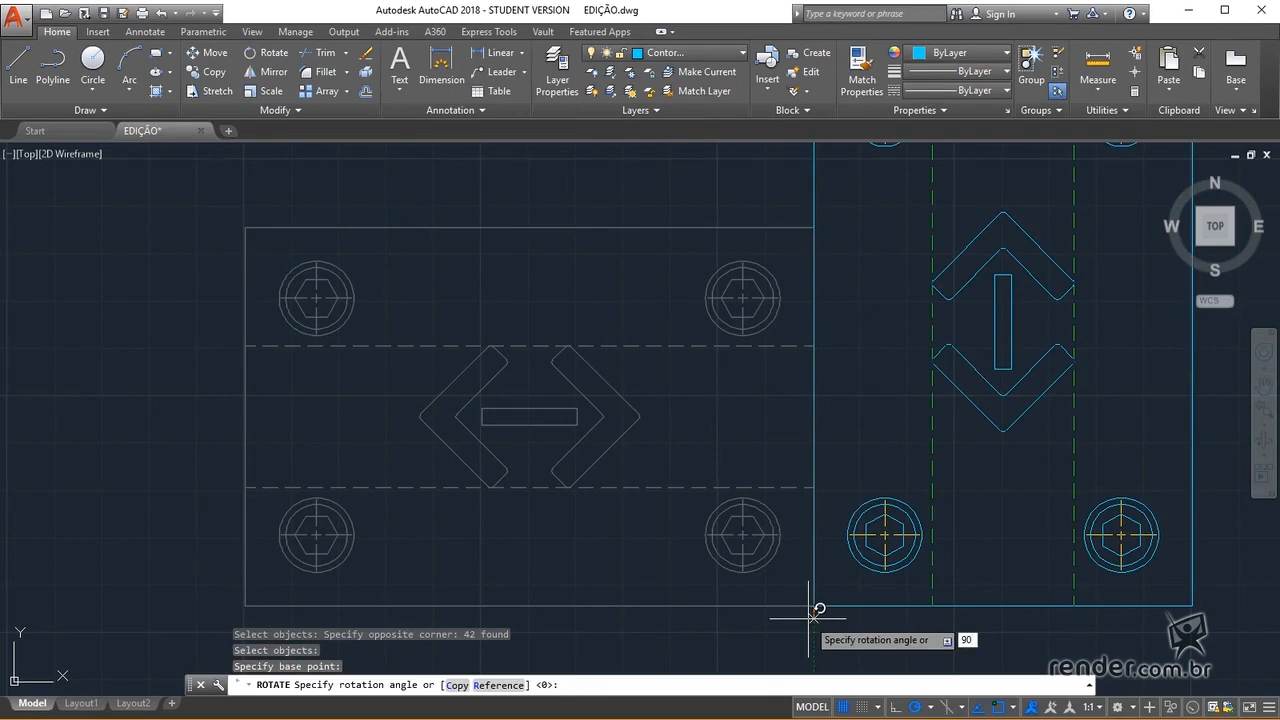 Autodesk AutoCAD 2018 - STUDENT VERSION EDIÇÃO.dwg
Type a keyword or phrase
Sign In
Home Insert Annotate Parametric View Manage Output Add-ins A360 Express Tools Vault Featured Apps
Line
Polyline
Circle
Arc
Move
Rotate
Trim
Copy
Mirror
Fillet
Stretch
Scale
Array
Text
Dimension
Linear
Leader
Table
Layer
Properties
Contor...
Make Current
Match Layer
Insert
Create
Edit
Match
Properties
ByLayer
ByLayer
ByLayer
Group
Measure
Paste
Base
Draw
Modify
Annotation
Layers
Block
Properties
Groups
Utilities
Clipboard
View
Start
EDIÇÃO*
[−][Top][2D Wireframe]
N
W
TOP
E
S
WCS
Select objects: Specify opposite corner: 42 found
Select objects:
Specify base point:
Specify rotation angle or
90
Y
X
render.com.br
ROTATE Specify rotation angle or [Copy Reference] <0>:
Model
Layout1
Layout2
MODEL
1:1